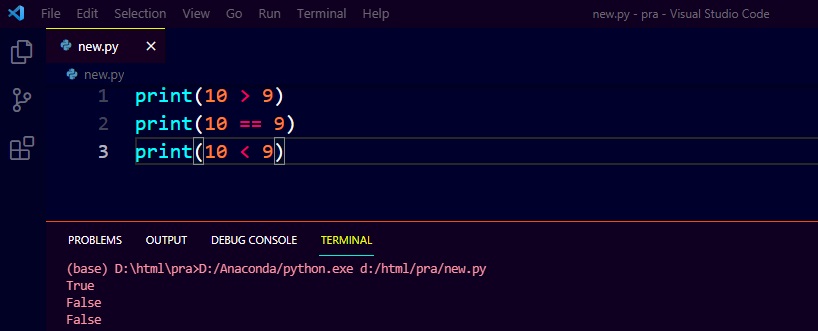 File Edit Selection View Go Run Terminal Help new.py - pra - Visual Studio Code
new.py ×
new.py
1 print(10 > 9)
2 print(10 == 9)
3 print(10 < 9)
PROBLEMS OUTPUT DEBUG CONSOLE TERMINAL
(base) D:\html\pra>D:/Anaconda/python.exe d:/html/pra/new.py
True
False
False